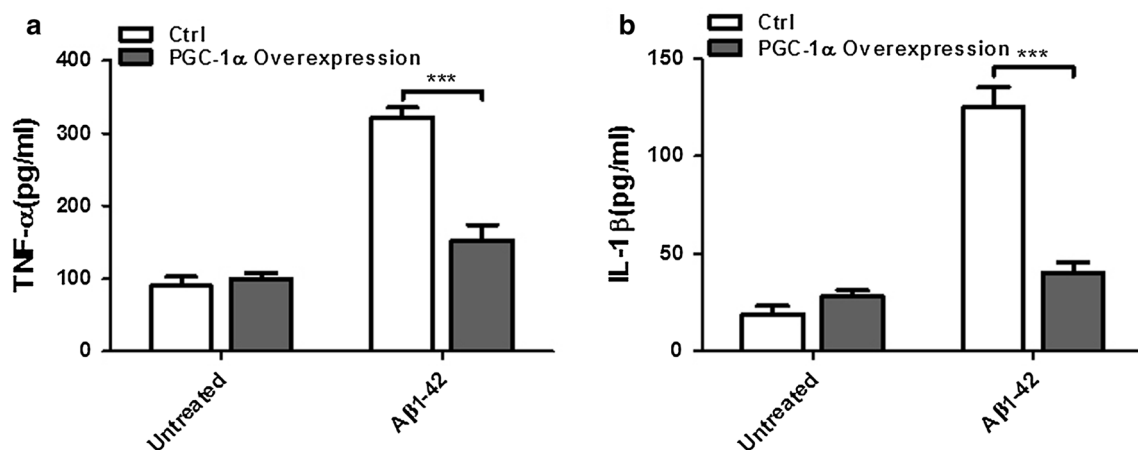 a
Ctrl
PGC-1α Overexpression
400
300
200
100
0
TNF-α(pg/ml)
***
Untreated
Aβ1-42
b
Ctrl
PGC-1α Overexpression
150
100
50
0
IL-1 β(pg/ml)
***
Untreated
Aβ1-42